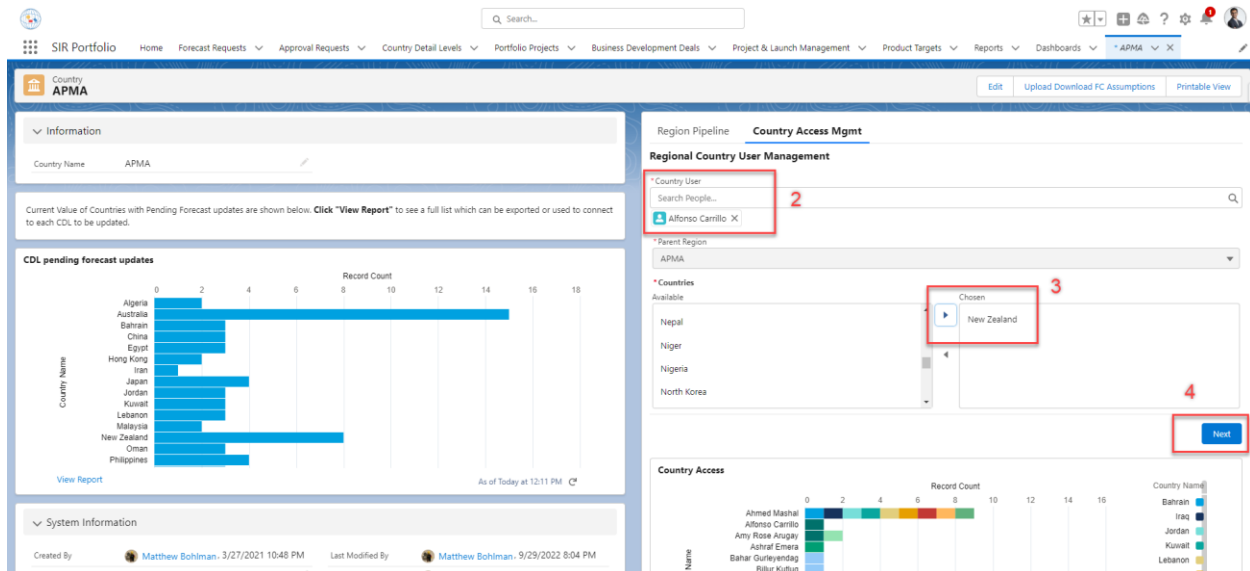 Search...
SIR Portfolio
Home
Forecast Requests
Approval Requests
Country Detail Levels
Portfolio Projects
Business Development Deals
Project & Launch Management
Product Targets
Reports
Dashboards
* APMA
Country
APMA
Edit
Upload Download FC Assumptions
Printable View
Information
Country Name APMA
Current Value of Countries with Pending Forecast updates are shown below. Click "View Report" to see a full list which can be exported or used to connect
to each CDL to be updated.
CDL pending forecast updates
Record Count
0 2 4 6 8 10 12 14 16 18
Country Name
Algeria
Australia
Bahrain
China
Egypt
Hong Kong
Iran
Japan
Jordan
Kuwait
Lebanon
Malaysia
New Zealand
Oman
Philippines
View Report
As of Today at 12:11 PM
System Information
Created By
Matthew Bohlman, 3/27/2021 10:48 PM
Last Modified By
Matthew Bohlman, 9/29/2022 8:04 PM
Region Pipeline
Country Access Mgmt
Regional Country User Management
* Country User
Search People...
2
Alfonso Carrillo
* Parent Region
APMA
* Countries
Available
Nepal
Niger
Nigeria
North Korea
3
Chosen
New Zealand
4
Next
Country Access
Record Count
0 2 4 6 8 10 12 14 16
Name
Ahmed Mashal
Alfonso Carrillo
Amy Rose Arugay
Ashraf Emera
Bahar Gurleyendag
Billur Kuttun
Country Name
Bahrain
Iraq
Jordan
Kuwait
Lebanon